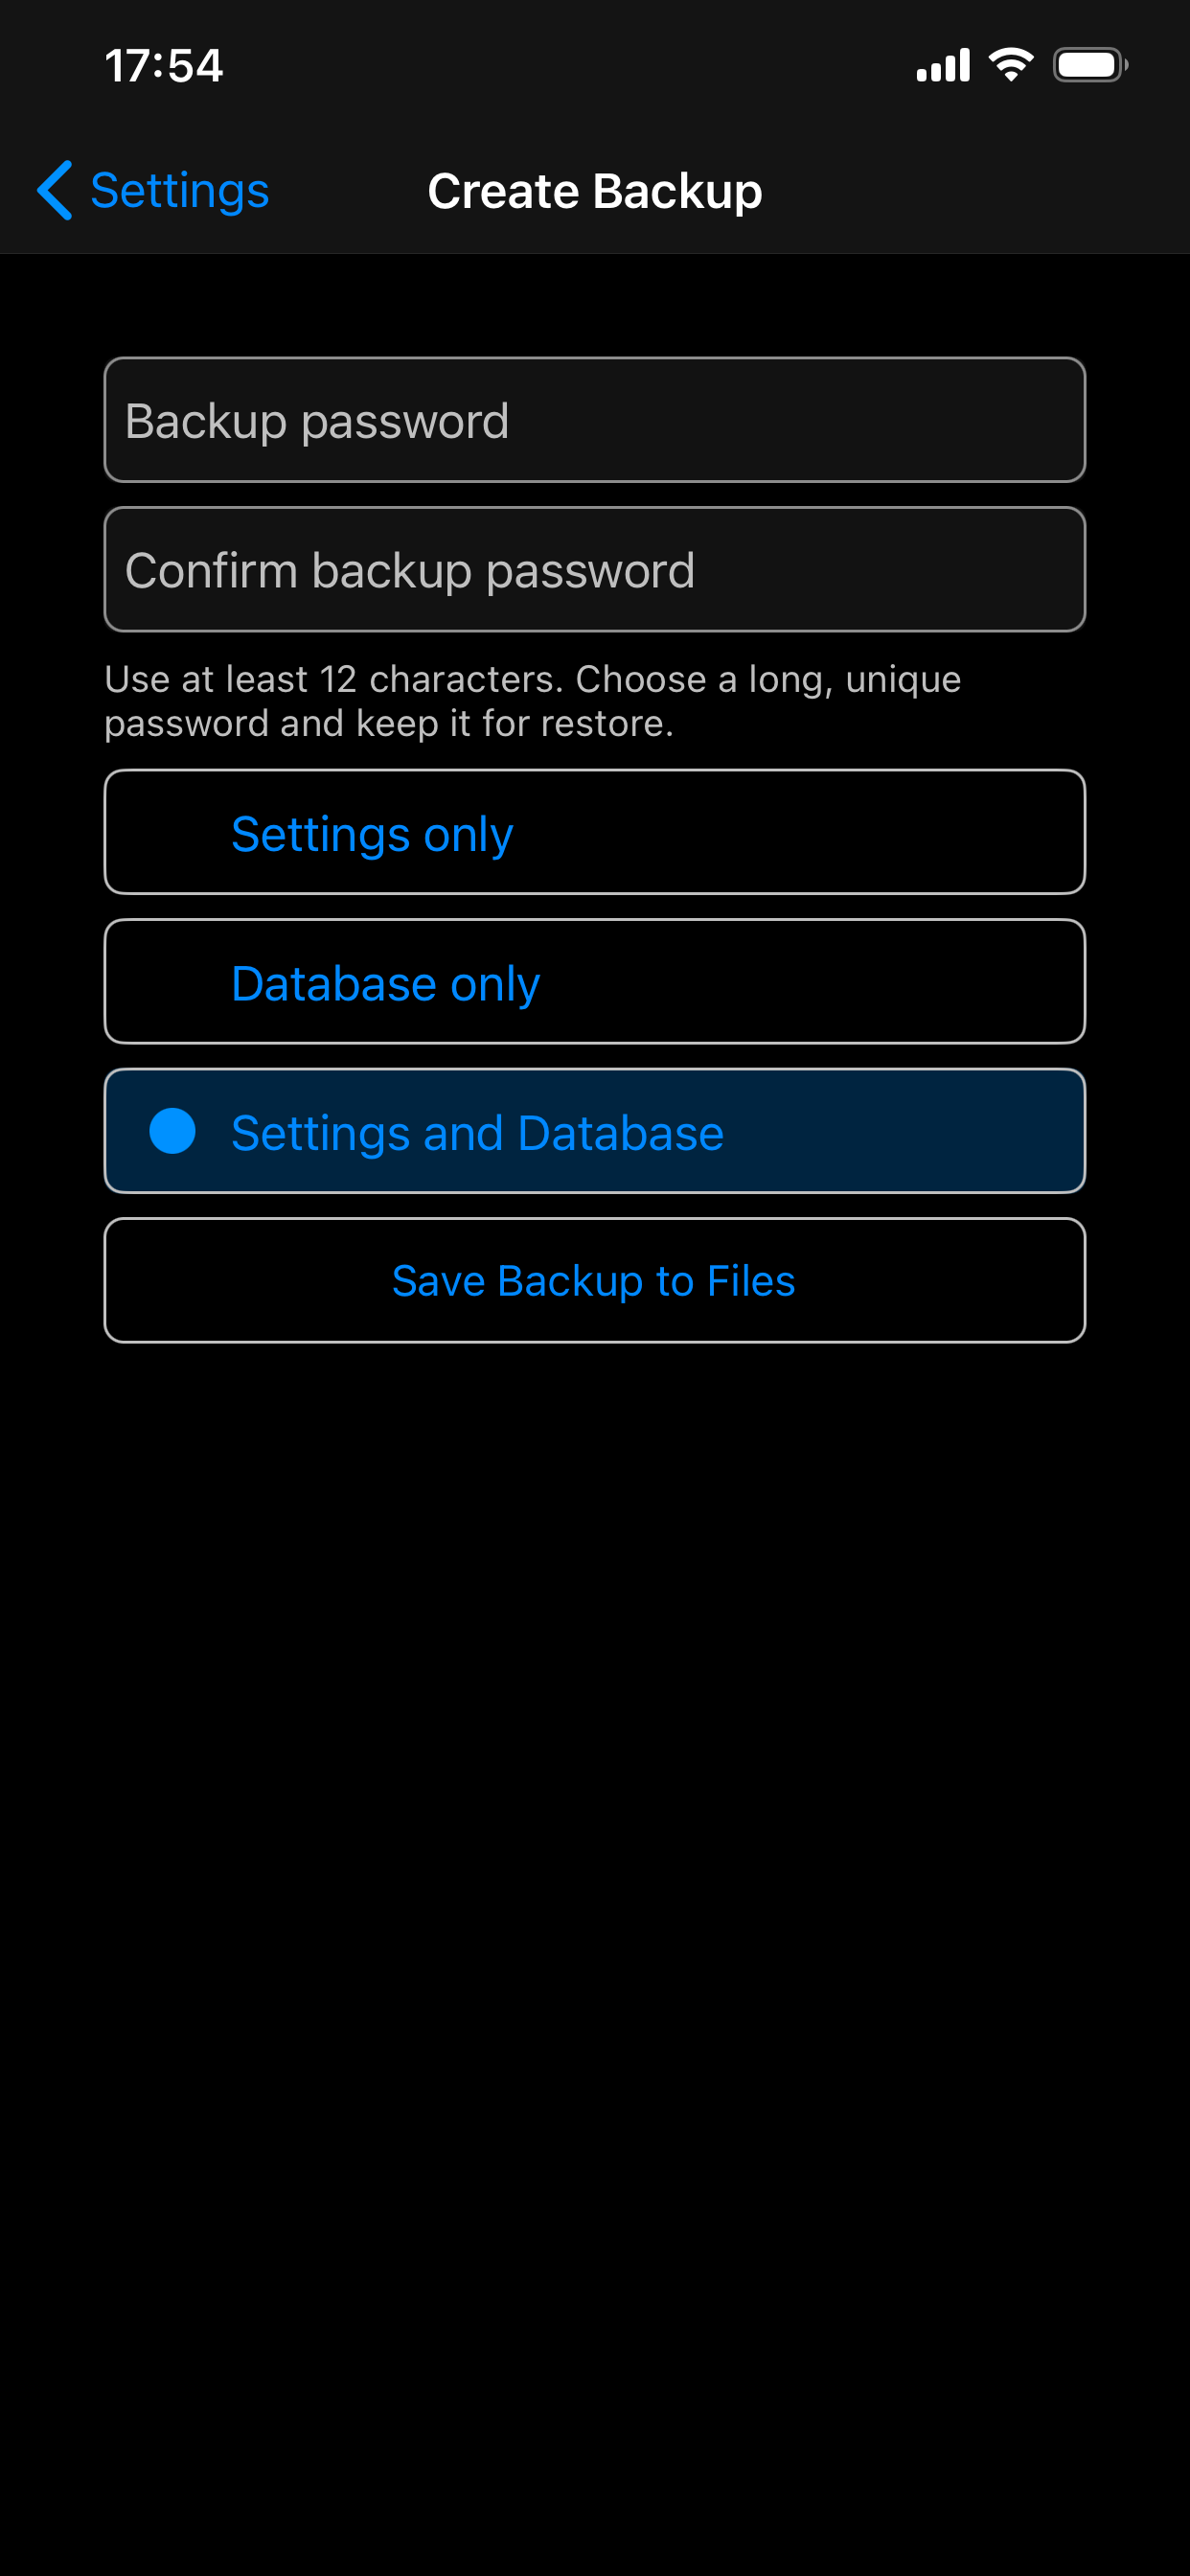 17:54
Settings
Create Backup
Backup password
Confirm backup password
Use at least 12 characters. Choose a long, unique
password and keep it for restore.
Settings only
Database only
Settings and Database
Save Backup to Files